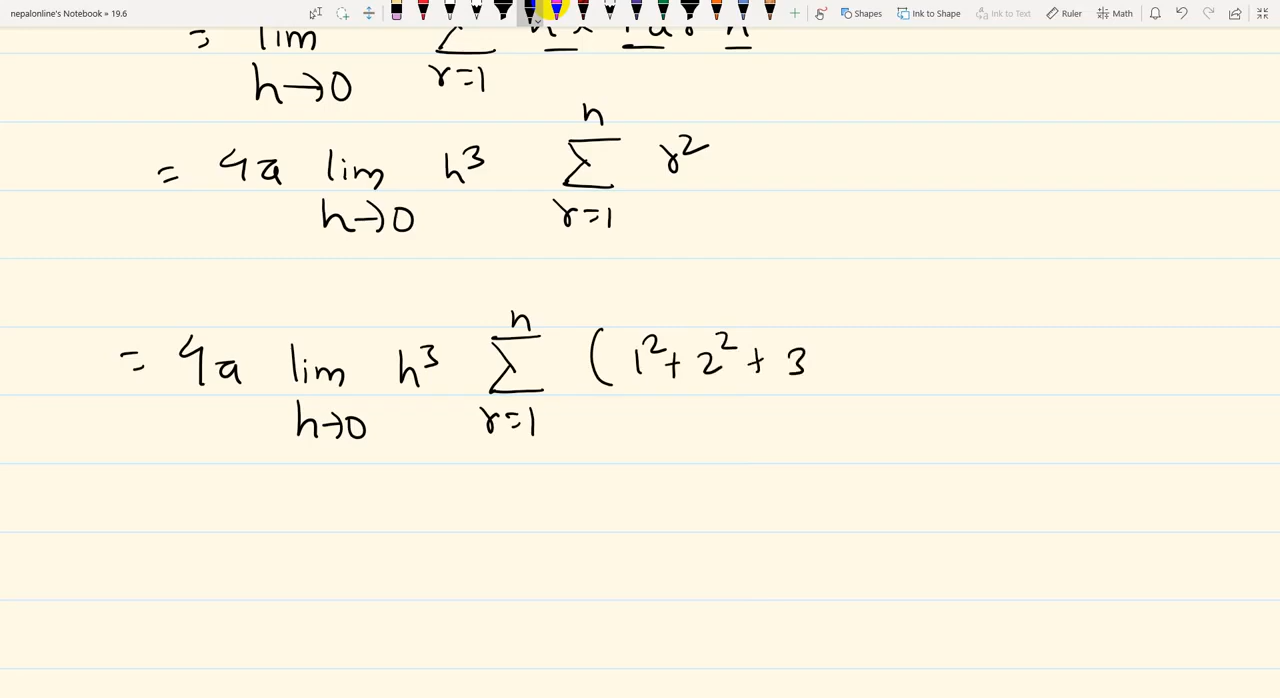 nepalonline's Notebook » 19.6 Shapes Ink to Shape Ink to Text Ruler Math
= lim Σ
h→0 r=1
n
= 4a lim h³ Σ r²
h→0 r=1
n
= 4a lim h³ Σ ( 1² + 2² + 3
h→0 r=1